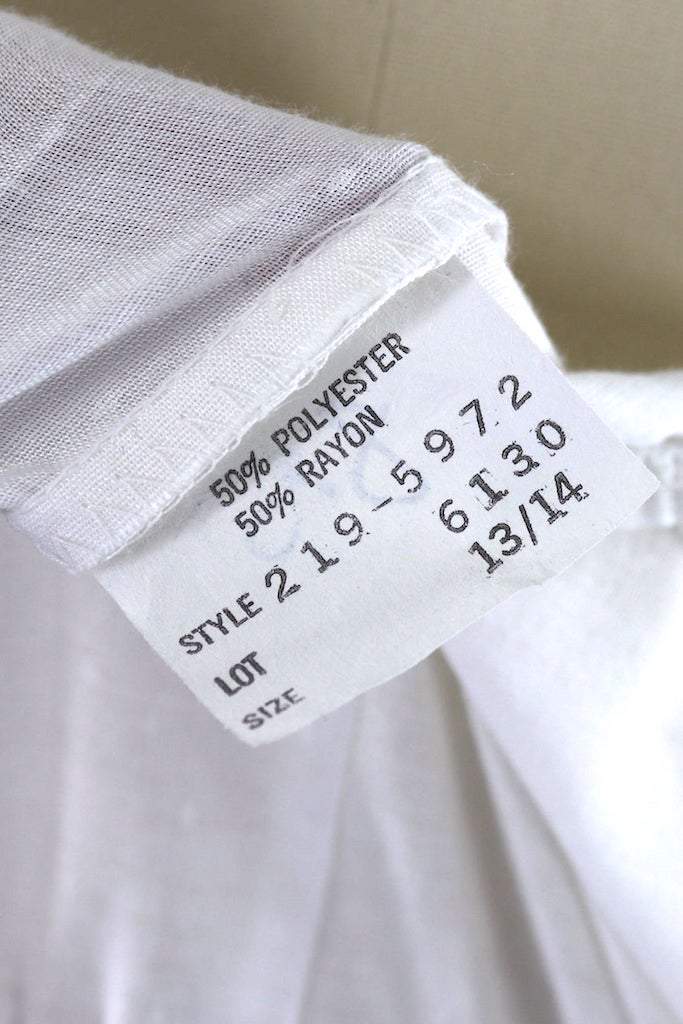 50% POLYESTER
50% RAYON
STYLE 219-5972
LOT 6130
SIZE 13/14